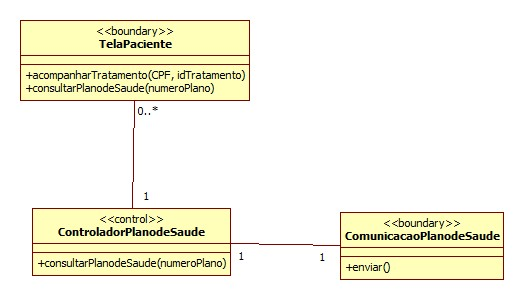 <<boundary>>
TelaPaciente
+acompanharTratamento(CPF, idTratamento)
+consultarPlanodeSaude(numeroPlano)
0..*
1
<<control>>
ControladorPlanodeSaude
+consultarPlanodeSaude(numeroPlano)
1
1
<<boundary>>
ComunicacaoPlanodeSaude
+enviar()